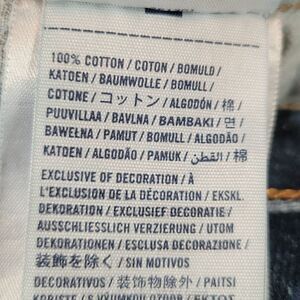 100% COTTON / COTON / BOMULD /
KATOEN / BAUMWOLLE / BOMULL /
COTONE / コットン / ALGODÓN / 棉 /
PUUVILLAA / BAVLNA / BAMBAKI / 면 /
BAWEŁNA / PAMUT / BOMULL / ALGODÃO /
KATOEN / ALGODÃO / PAMUK / القطن / 棉
EXCLUSIVE OF DECORATION / À
L'EXCLUSION DE LA DÉCORATION / EKSKL.
DEKORATION / EXCLUSIEF DECORATIE /
AUSSCHLIESSLICH VERZIERUNG / UTOM
DEKORATIONEN / ESCLUSA DECORAZIONE /
装飾を除く / SIN MOTIVOS
DECORATIVOS / 装饰物除外 / PAITSI